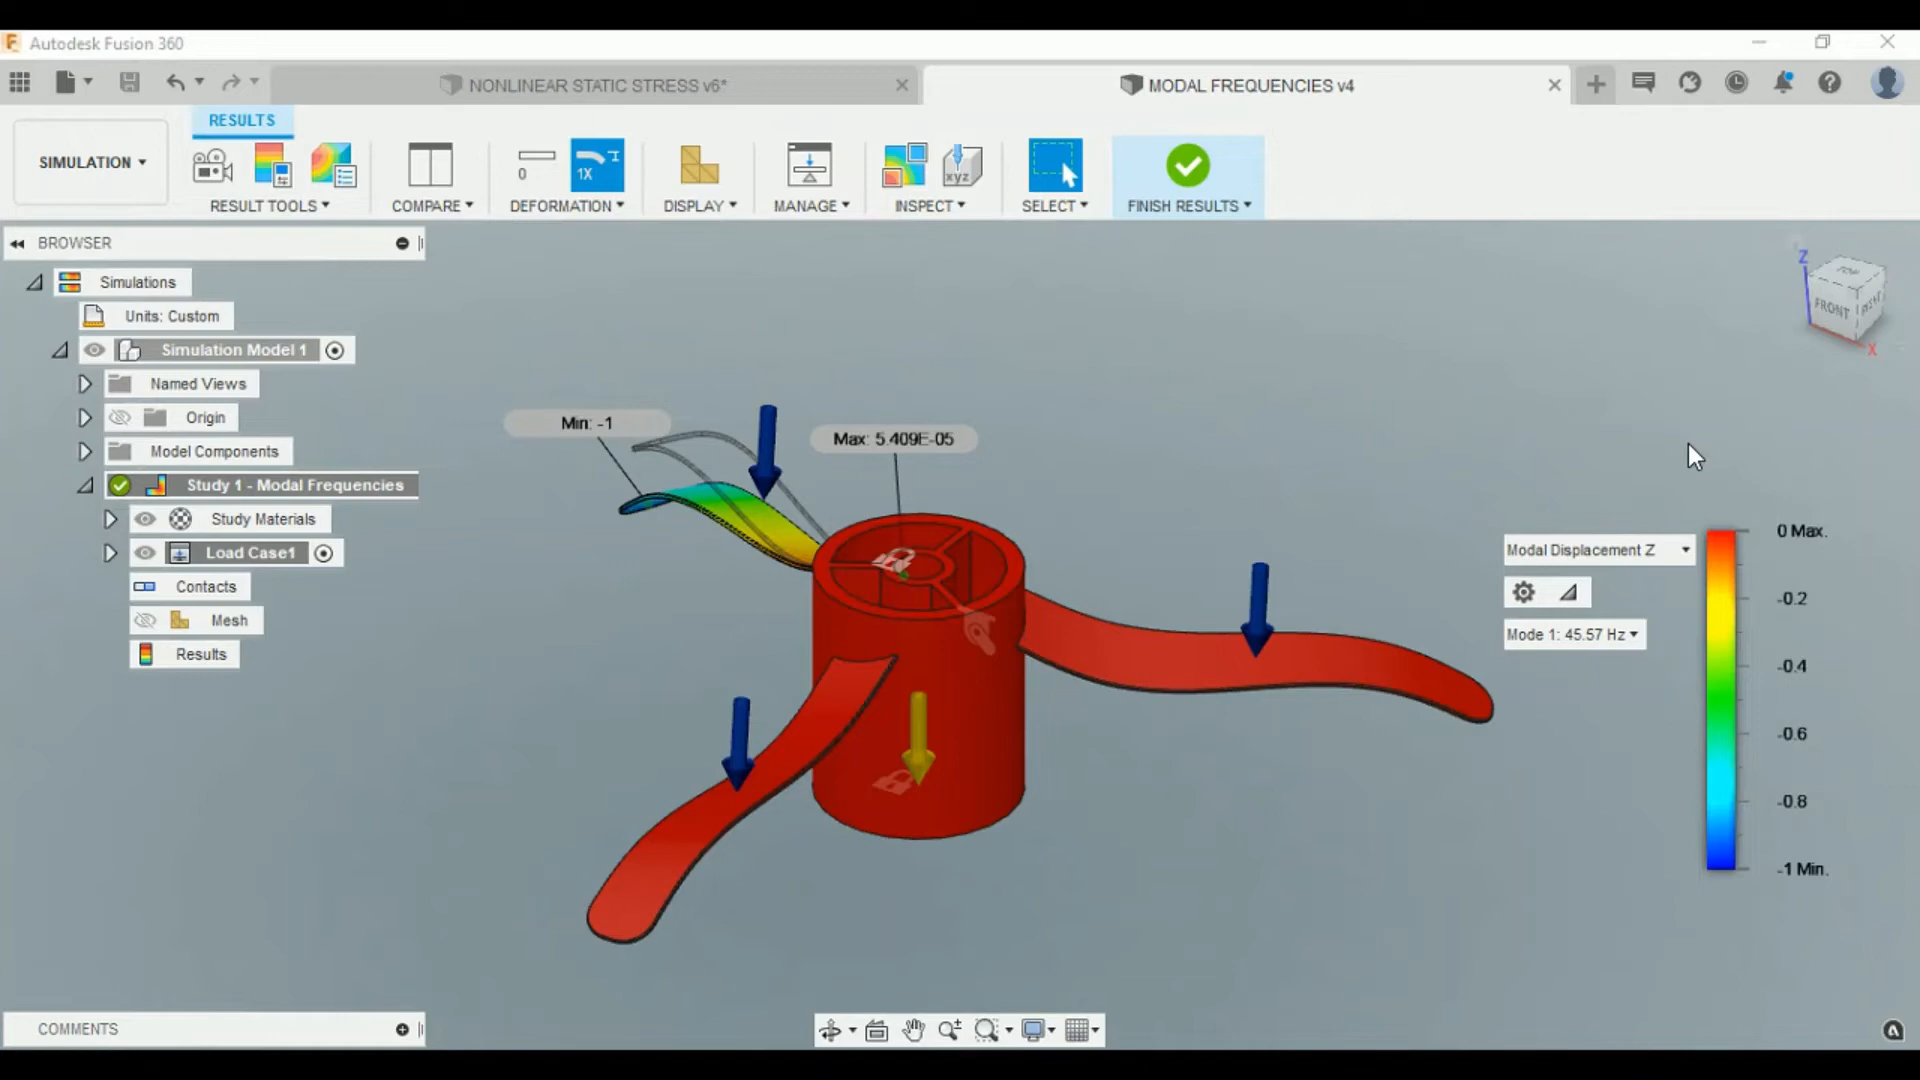 Autodesk Fusion 360
NONLINEAR STATIC STRESS v6*
MODAL FREQUENCIES v4
RESULTS
SIMULATION
0
1X
xyz
RESULT TOOLS
COMPARE
DEFORMATION
DISPLAY
MANAGE
INSPECT
SELECT
FINISH RESULTS
BROWSER
Simulations
Units: Custom
Simulation Model 1
Named Views
Origin
Model Components
Study 1 - Modal Frequencies
Study Materials
Load Case1
Contacts
Mesh
Results
Min: -1
Max: 5.409E-05
Z
TOP
FRONT
RIGHT
X
Modal Displacement Z
Mode 1: 45.57 Hz
0 Max.
-0.2
-0.4
-0.6
-0.8
-1 Min.
COMMENTS